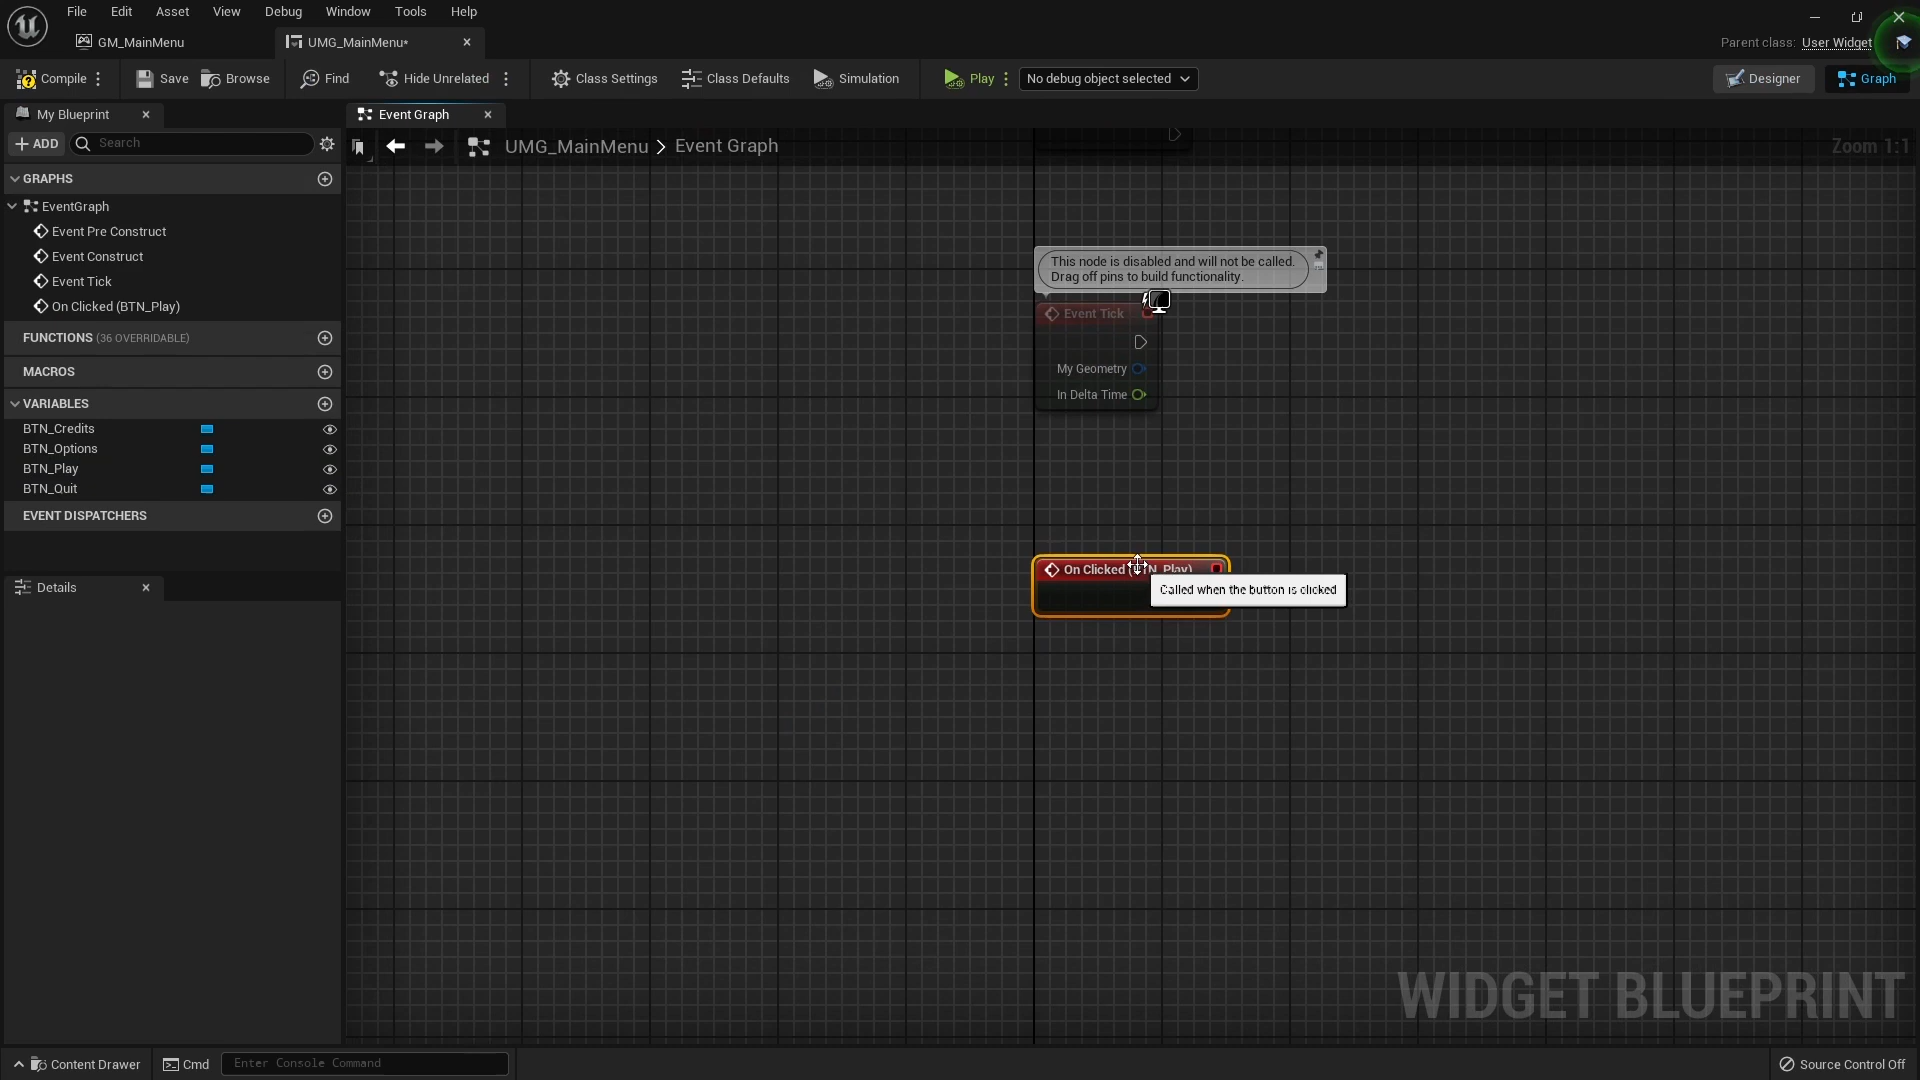 File Edit Asset View Debug Window Tools Help
GM_MainMenu
UMG_MainMenu*
Parent class: User Widget
Compile
Save
Browse
Find
Hide Unrelated
Class Settings
Class Defaults
Simulation
Play
No debug object selected
Designer
Graph
My Blueprint
Event Graph
ADD
Search
UMG_MainMenu > Event Graph
Zoom 1:1
GRAPHS
EventGraph
Event Pre Construct
Event Construct
Event Tick
On Clicked (BTN_Play)
FUNCTIONS (36 OVERRIDABLE)
MACROS
VARIABLES
BTN_Credits
BTN_Options
BTN_Play
BTN_Quit
EVENT DISPATCHERS
Details
This node is disabled and will not be called.
Drag off pins to build functionality.
Event Tick
My Geometry
In Delta Time
On Clicked (BTN_Play)
Called when the button is clicked
WIDGET BLUEPRINT
Content Drawer
Cmd
Enter Console Command
Source Control Off